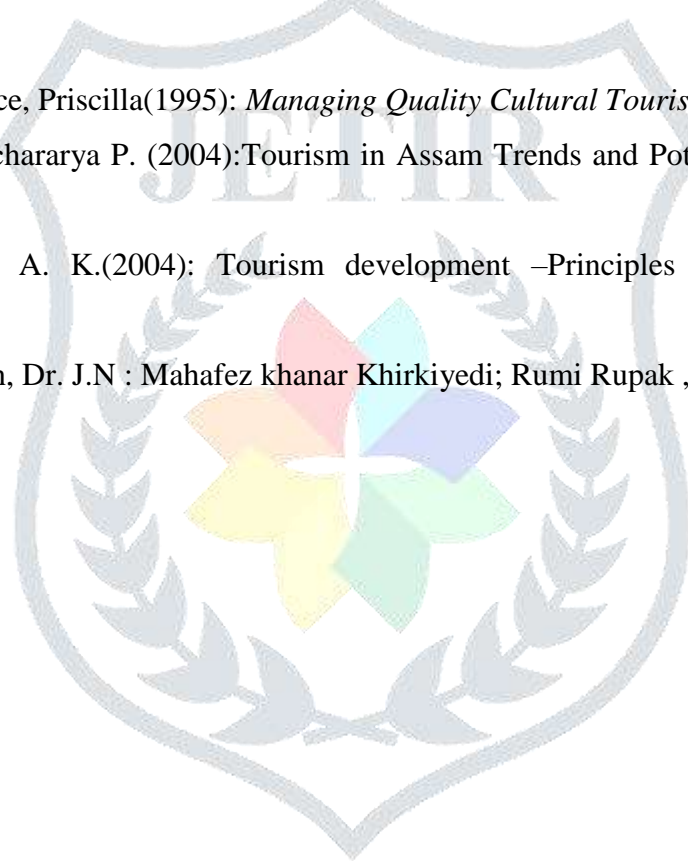 ce, Priscilla(1995): Managing Quality Cultural Touris
JETIR
chararya P. (2004):Tourism in Assam Trends and Pot
A. K.(2004): Tourism development –Principles
, Dr. J.N : Mahafez khanar Khirkiyedi; Rumi Rupak ,